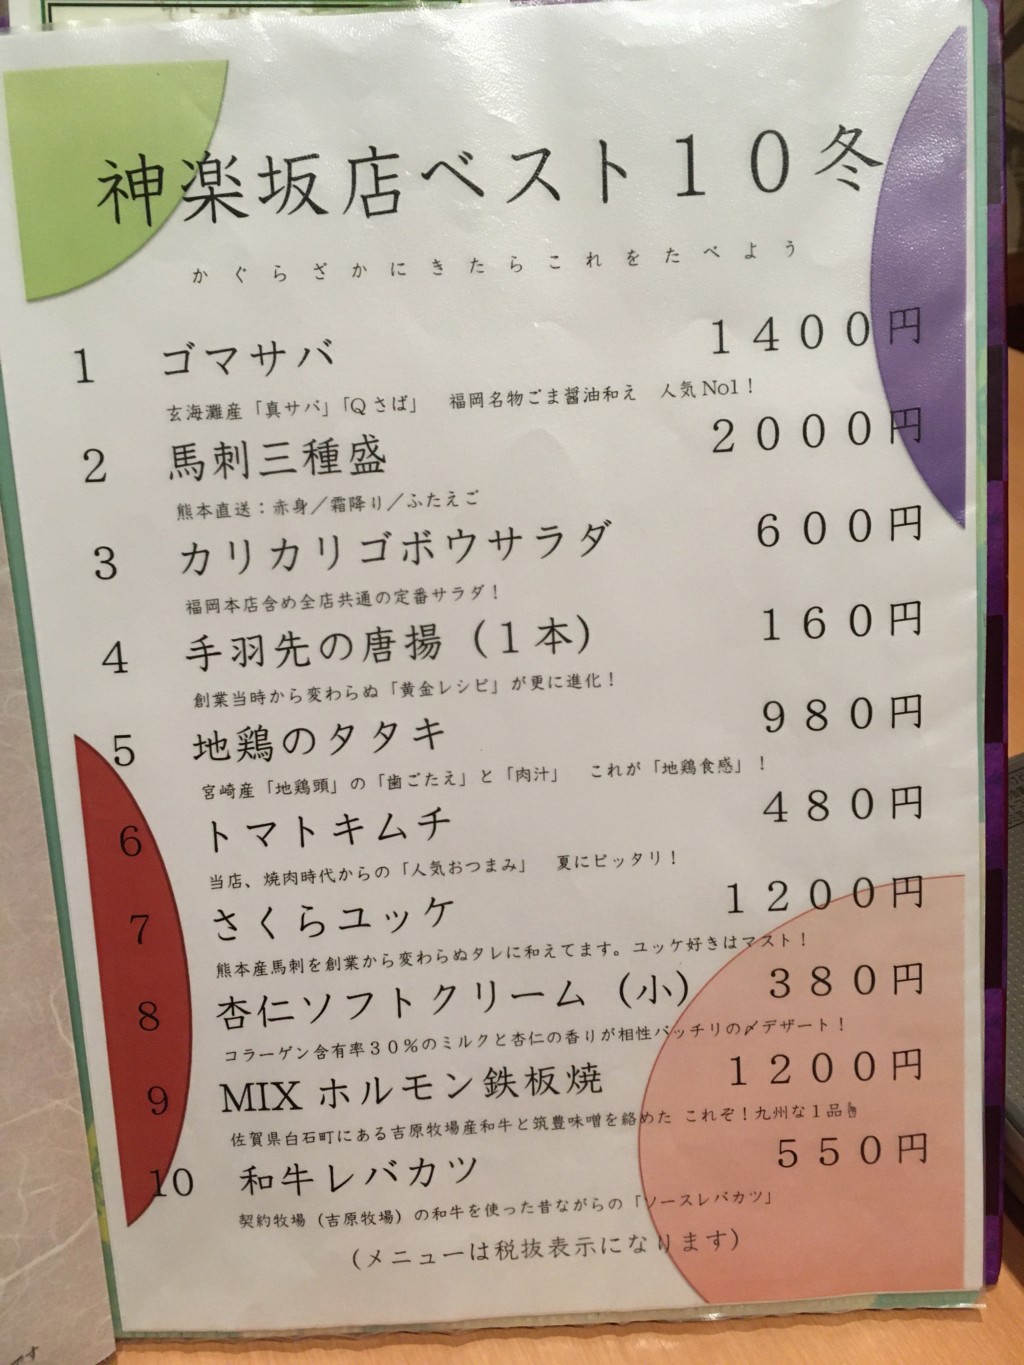 神楽坂店ベスト１０冬
かぐらざかにきたらこれをたべよう
1 ゴマサバ 1400円
玄海灘産「真サバ」「Qさば」 福岡名物ごま醤油和え 人気No1！
2 馬刺三種盛 2000円
熊本直送：赤身／霜降り／ふたえご
3 カリカリゴボウサラダ 600円
福岡本店含め全店共通の定番サラダ！
4 手羽先の唐揚（１本） 160円
創業当時から変わらぬ「黄金レシピ」が更に進化！
5 地鶏のタタキ 980円
宮崎産「地鶏頭」の「歯ごたえ」と「肉汁」 これが「地鶏食感」！
6 トマトキムチ 480円
当店、焼肉時代からの「人気おつまみ」 夏にピッタリ！
7 さくらユッケ 1200円
熊本産馬刺を創業から変わらぬタレに和えてます。ユッケ好きはマスト！
8 杏仁ソフトクリーム（小） 380円
コラーゲン含有率３０％のミルクと杏仁の香りが相性バッチリの〆デザート！
9 MIX ホルモン鉄板焼 1200円
佐賀県白石町にある吉原牧場産和牛と筑豊味噌を絡めた これぞ！九州な１品
10 和牛レバカツ 550円
契約牧場（吉原牧場）の和牛を使った昔ながらの「ソースレバカツ」
（メニューは税抜表示になります）
です